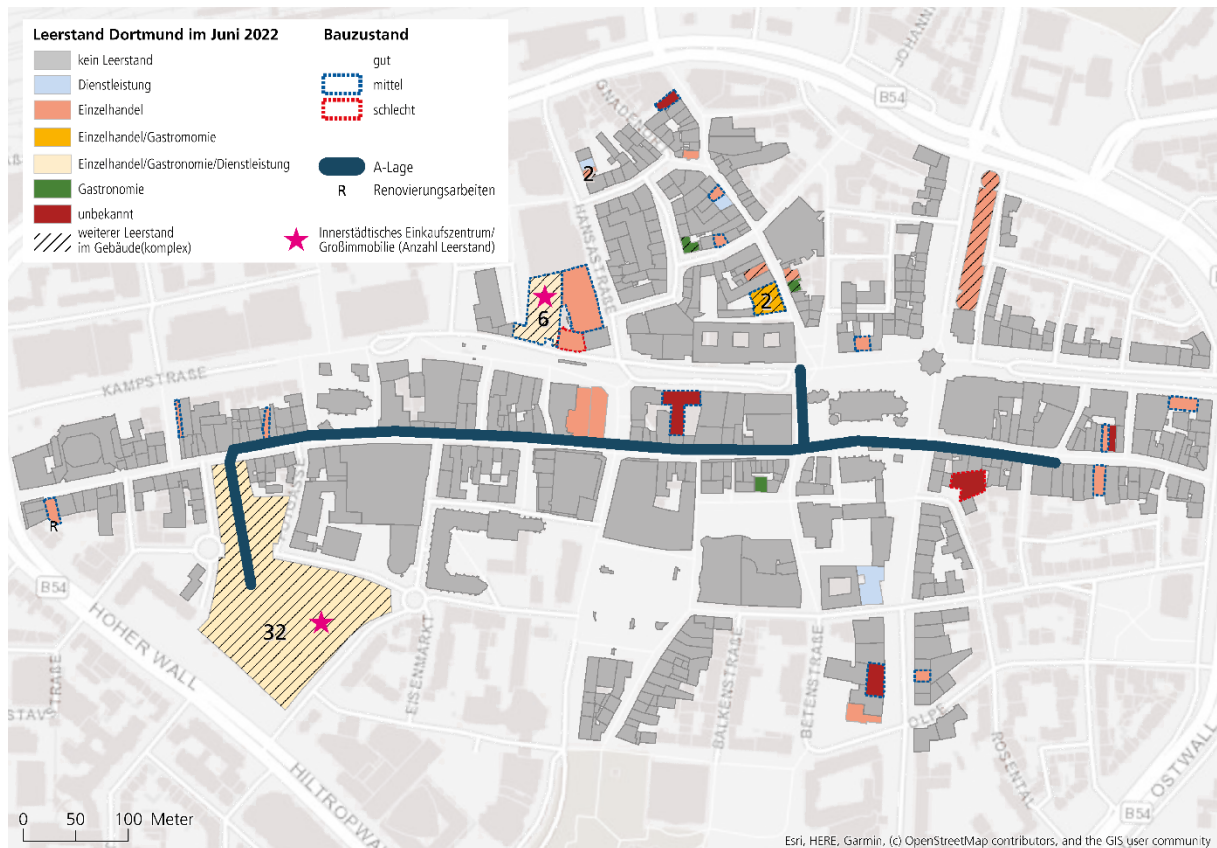 Leerstand Dortmund im Juni 2022
kein Leerstand
Dienstleistung
Einzelhandel
Einzelhandel/Gastromomie
Einzelhandel/Gastronomie/Dienstleistung
Gastronomie
unbekannt
weiterer Leerstand
im Gebäude(komplex)
Bauzustand
gut
mittel
schlecht
A-Lage
R Renovierungsarbeiten
Innerstädtisches Einkaufszentrum/
Großimmobilie (Anzahl Leerstand)
B54
2
HANSASTRASSE
6
2
KAMPSTRASSE
R
B54
HOHER WALL
32
EISENMARKT
BALKENSTRASSE
BETENSTRASSE
OLPE
ROSENTAL
OSTWALL
HILTROPWALL
B54
0 50 100 Meter
Esri, HERE, Garmin, (c) OpenStreetMap contributors, and the GIS user community